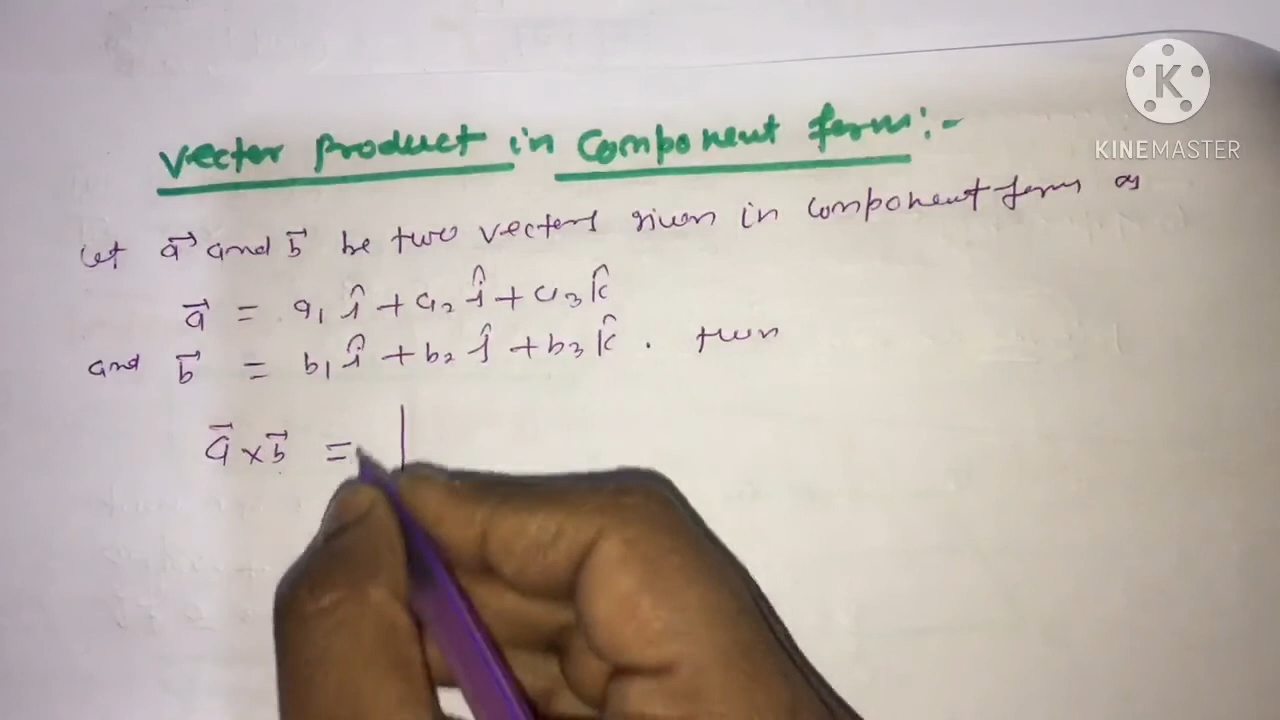 K
KINEMASTER
Vector product in component form:-
Let a⃗ and b⃗ be two vectors given in component form as
a⃗ = a₁ î + a₂ ĵ + a₃ k̂
and b⃗ = b₁ î + b₂ ĵ + b₃ k̂ . then
a⃗ × b⃗ = |